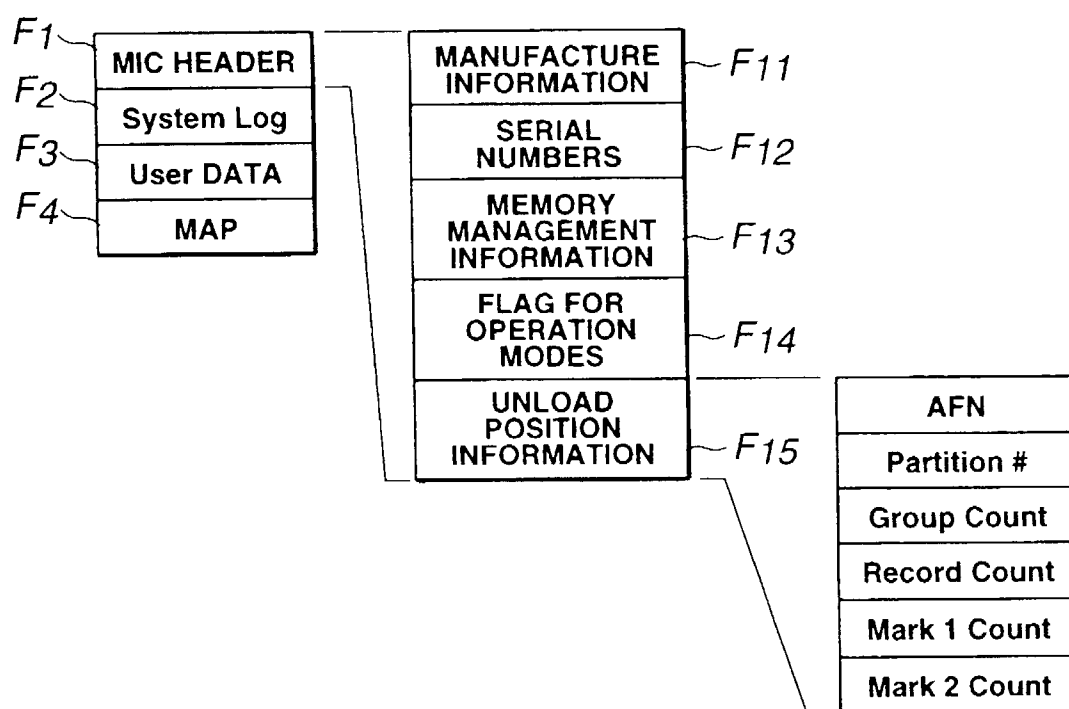 F1
MIC HEADER
F2
System Log
F3
User DATA
F4
MAP
MANUFACTURE
INFORMATION
F11
SERIAL
NUMBERS
F12
MEMORY
MANAGEMENT
INFORMATION
F13
FLAG FOR
OPERATION
MODES
F14
UNLOAD
POSITION
INFORMATION
F15
AFN
Partition #
Group Count
Record Count
Mark 1 Count
Mark 2 Count